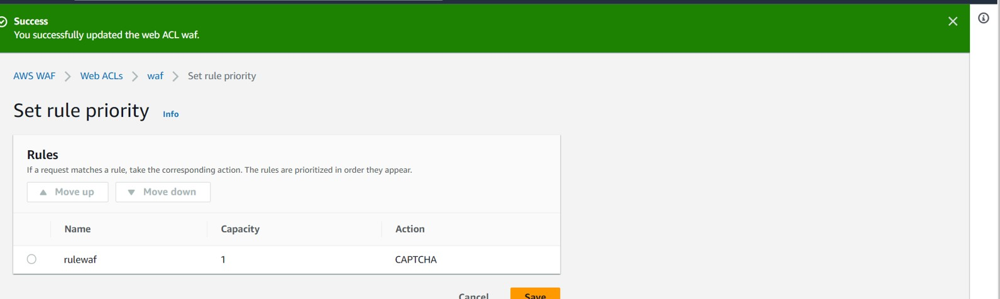 Success
You successfully updated the web ACL waf.
AWS WAF Web ACLs waf Set rule priority
Set rule priority Info
Rules
If a request matches a rule, take the corresponding action. The rules are prioritized in order they appear.
Move up Move down
Name Capacity Action
rulewaf 1 CAPTCHA
Cancel Save